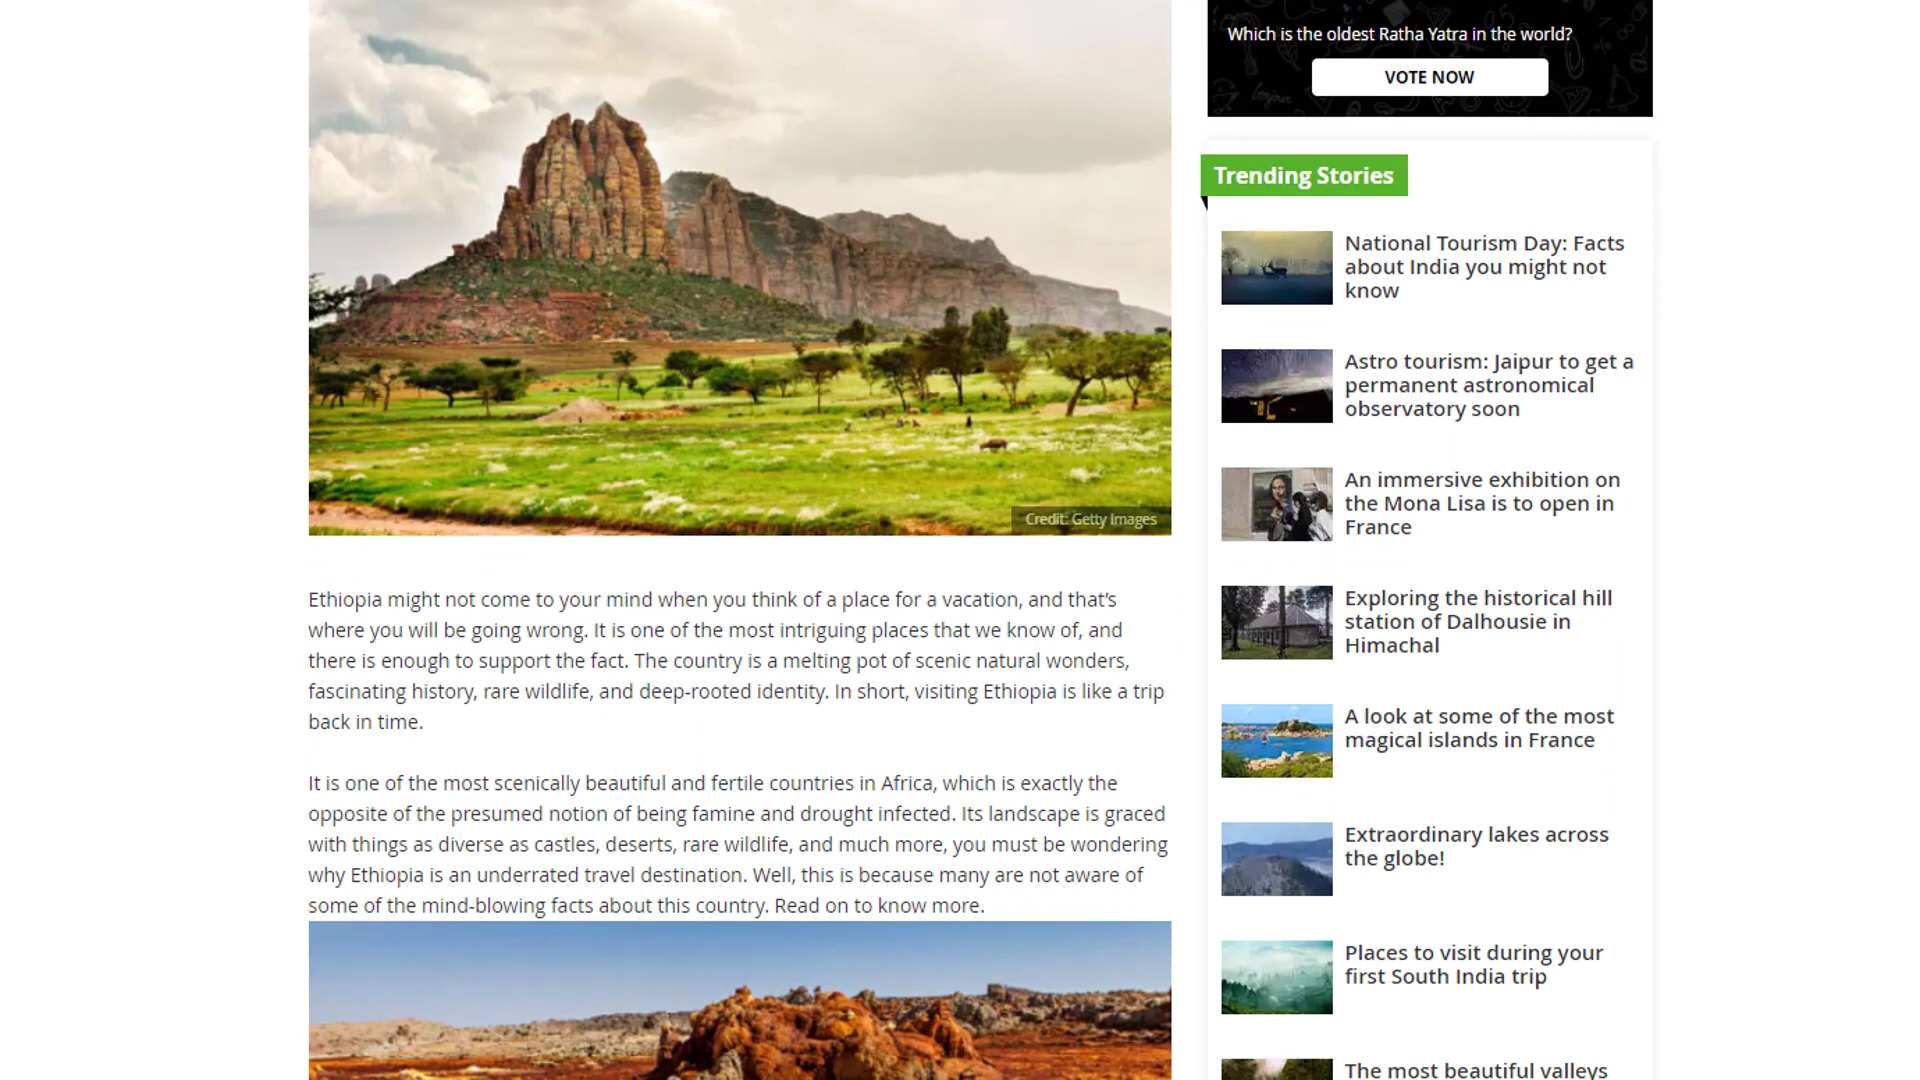 Which is the oldest Ratha Yatra in the world?
VOTE NOW
Credit: Getty Images
Ethiopia might not come to your mind when you think of a place for a vacation, and that's
where you will be going wrong. It is one of the most intriguing places that we know of, and
there is enough to support the fact. The country is a melting pot of scenic natural wonders,
fascinating history, rare wildlife, and deep-rooted identity. In short, visiting Ethiopia is like a trip
back in time.
It is one of the most scenically beautiful and fertile countries in Africa, which is exactly the
opposite of the presumed notion of being famine and drought infected. Its landscape is graced
with things as diverse as castles, deserts, rare wildlife, and much more, you must be wondering
why Ethiopia is an underrated travel destination. Well, this is because many are not aware of
some of the mind-blowing facts about this country. Read on to know more.
Trending Stories
National Tourism Day: Facts
about India you might not
know
Astro tourism: Jaipur to get a
permanent astronomical
observatory soon
An immersive exhibition on
the Mona Lisa is to open in
France
Exploring the historical hill
station of Dalhousie in
Himachal
A look at some of the most
magical islands in France
Extraordinary lakes across
the globe!
Places to visit during your
first South India trip
The most beautiful valleys